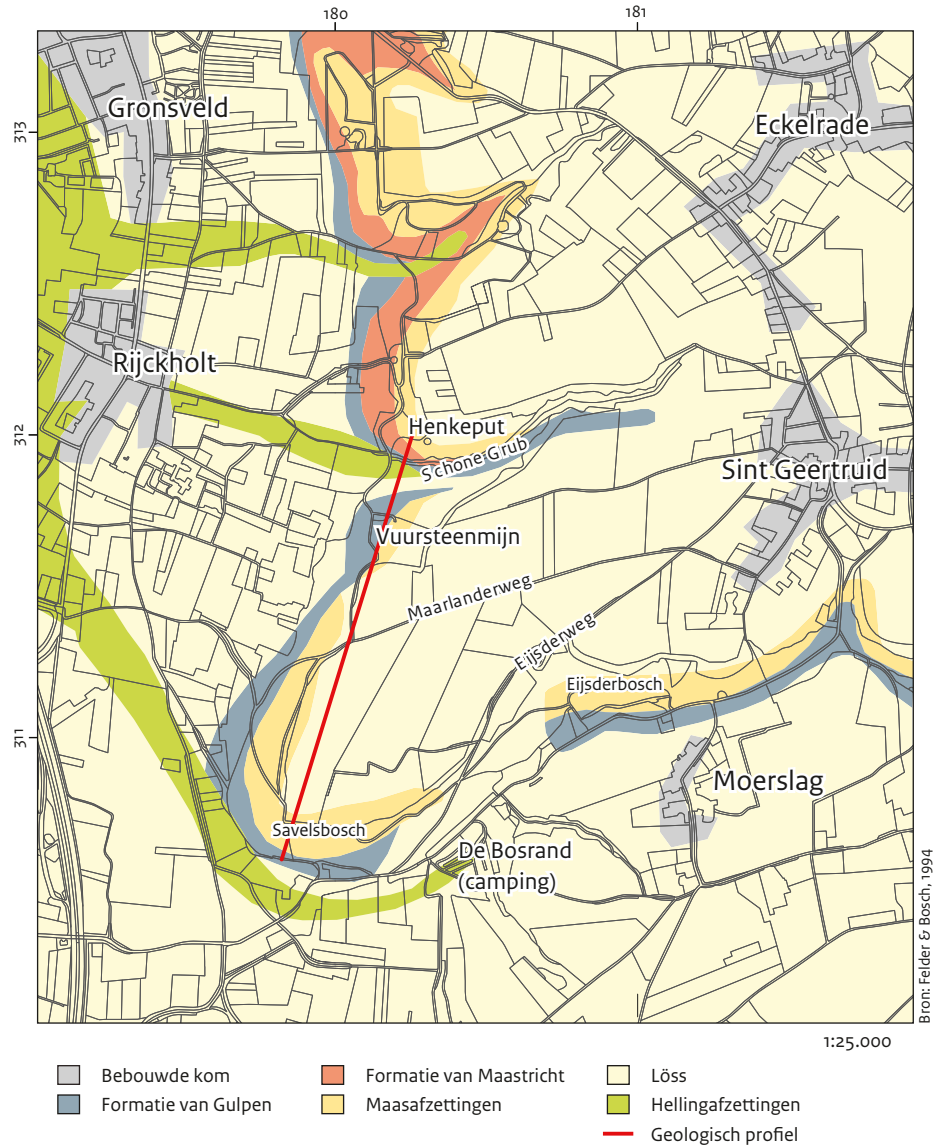 180
181
313
Gronsveld
Eckelrade
Rijckholt
312
Henkeput
Schone Grub
Sint Geertruid
Vuursteenmijn
Maarlanderweg
Eijsderweg
Eijsderbosch
311
Moerslag
Savelsbosch
De Bosrand
(camping)
Bron: Felder & Bosch, 1994
1:25.000
Bebouwde kom
Formatie van Maastricht
Löss
Formatie van Gulpen
Maasafzettingen
Hellingafzettingen
Geologisch profiel